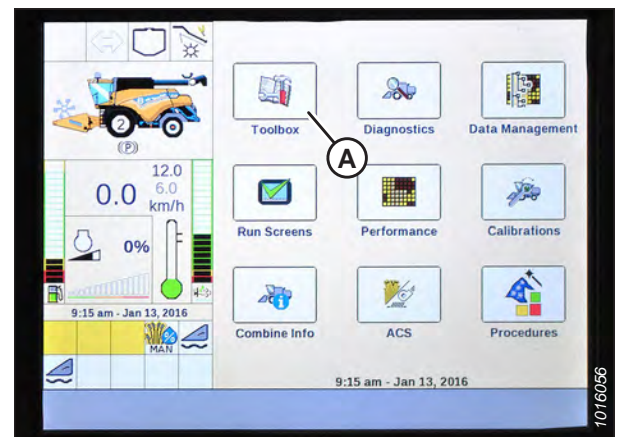 2
(P)
12.0
0.0 6.0
km/h
0%
9:15 am - Jan 13, 2016
MAN
Toolbox
Diagnostics
Data Management
A
Run Screens
Performance
Calibrations
Combine Info
ACS
Procedures
9:15 am - Jan 13, 2016
1016056